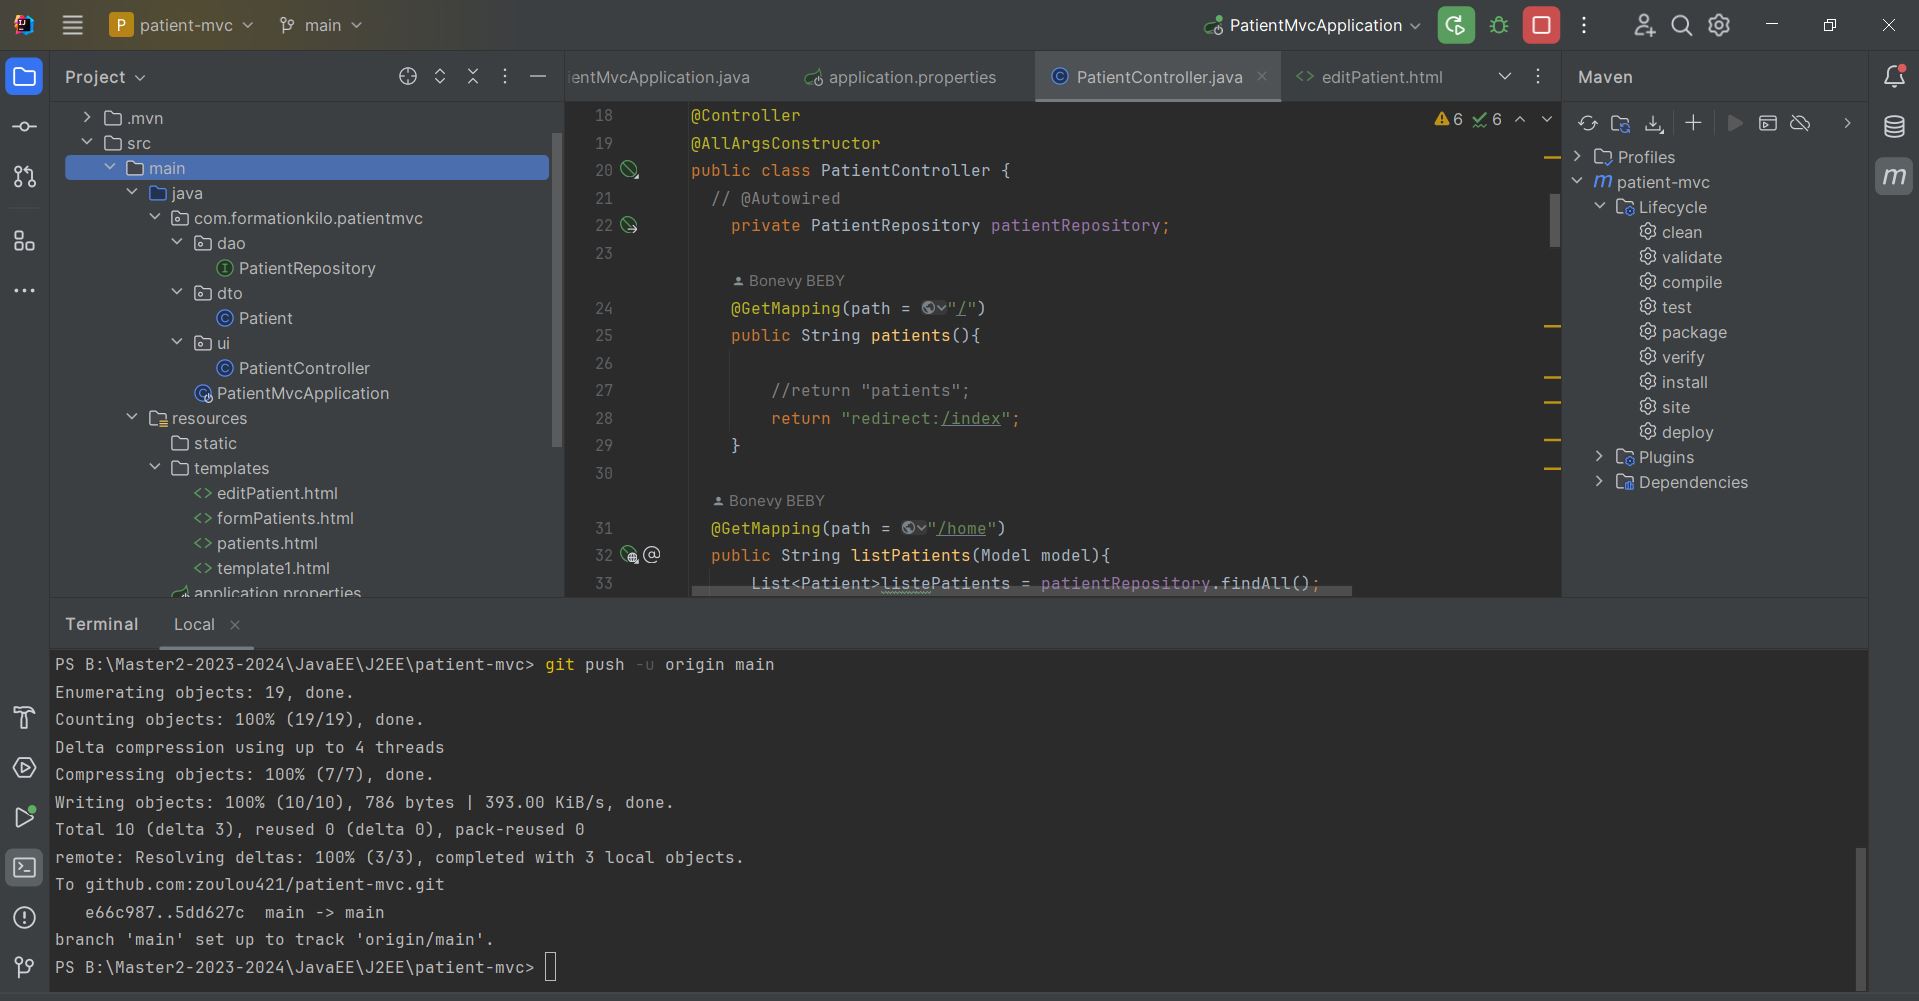 P patient-mvc
main
PatientMvcApplication
Project
.mvn
src
main
java
com.formationkilo.patientmvc
dao
PatientRepository
dto
Patient
ui
PatientController
PatientMvcApplication
resources
static
templates
editPatient.html
formPatients.html
patients.html
template1.html
application.properties
entMvcApplication.java
application.properties
PatientController.java
editPatient.html
6 6
18 @Controller
19 @AllArgsConstructor
20 public class PatientController {
21 // @Autowired
22 private PatientRepository patientRepository;
23
Bonevy BEBY
24 @GetMapping(path = "/")
25 public String patients(){
26
27 //return "patients";
28 return "redirect:/index";
29 }
30
Bonevy BEBY
31 @GetMapping(path = "/home")
32 public String listPatients(Model model){
33 List<Patient>listePatients = patientRepository.findAll();
Maven
Profiles
m patient-mvc
Lifecycle
clean
validate
compile
test
package
verify
install
site
deploy
Plugins
Dependencies
m
Terminal
Local
PS B:\Master2-2023-2024\JavaEE\J2EE\patient-mvc> git push -u origin main
Enumerating objects: 19, done.
Counting objects: 100% (19/19), done.
Delta compression using up to 4 threads
Compressing objects: 100% (7/7), done.
Writing objects: 100% (10/10), 786 bytes | 393.00 KiB/s, done.
Total 10 (delta 3), reused 0 (delta 0), pack-reused 0
remote: Resolving deltas: 100% (3/3), completed with 3 local objects.
To github.com:zoulou421/patient-mvc.git
e66c987..5dd627c main -> main
branch 'main' set up to track 'origin/main'.
PS B:\Master2-2023-2024\JavaEE\J2EE\patient-mvc>